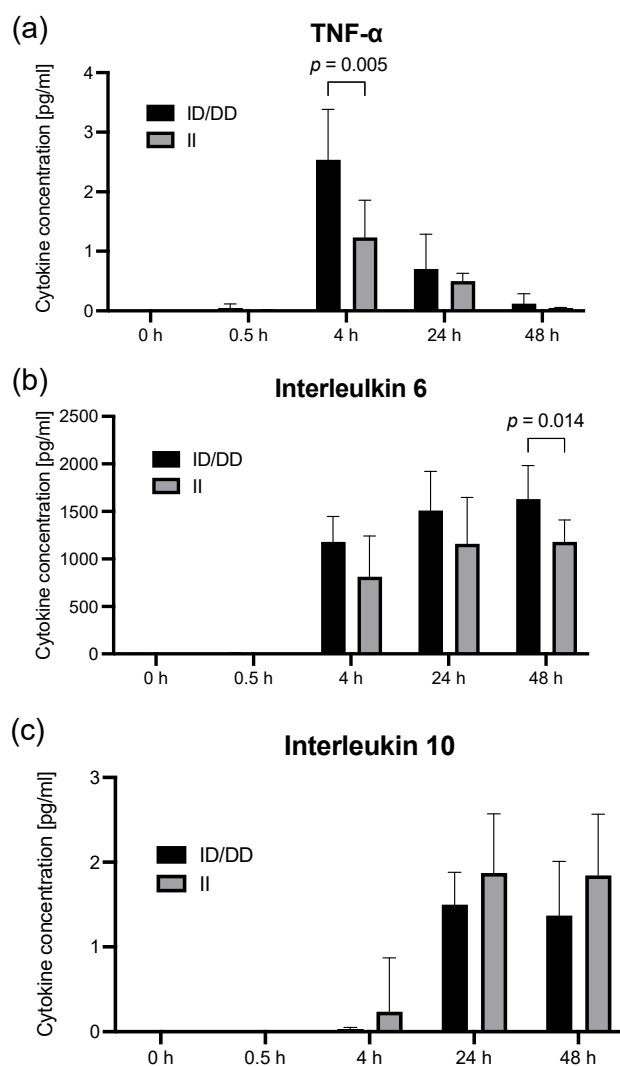 (a)
TNF-α
Cytokine concentration [pg/ml]
4
3
2
1
0
ID/DD
II
p = 0.005
0 h 0.5 h 4 h 24 h 48 h
(b)
Interleulkin 6
Cytokine concentration [pg/ml]
2500
2000
1500
1000
500
0
ID/DD
II
p = 0.014
0 h 0.5 h 4 h 24 h 48 h
(c)
Interleukin 10
Cytokine concentration [pg/ml]
3
2
1
0
ID/DD
II
0 h 0.5 h 4 h 24 h 48 h